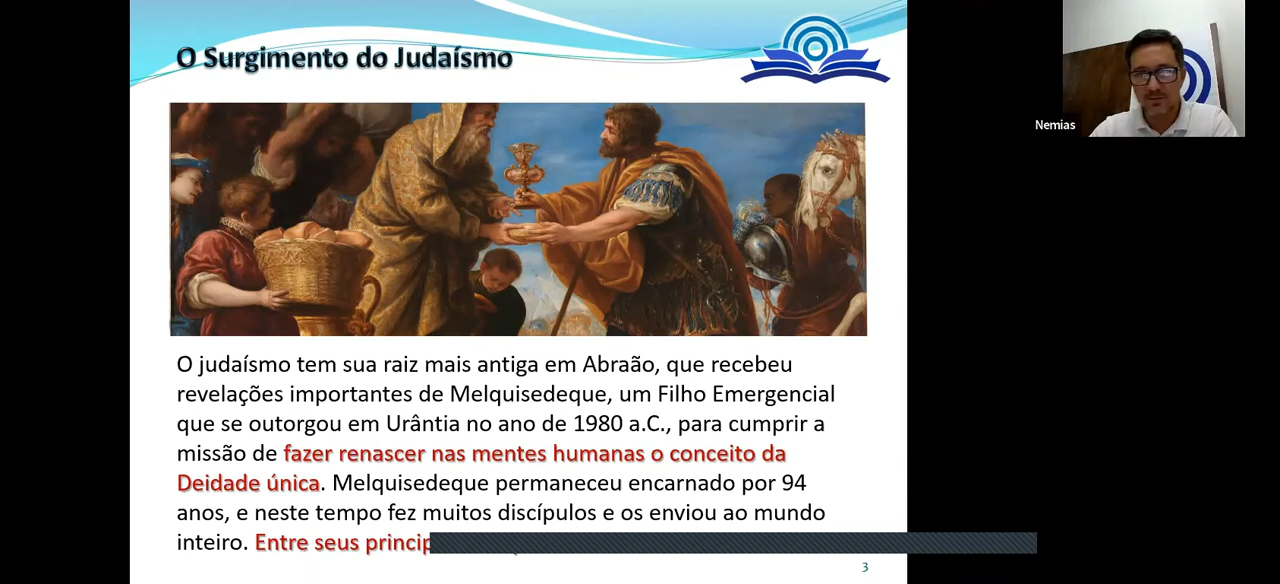 O Surgimento do Judaísmo
Nemias
O judaísmo tem sua raiz mais antiga em Abraão, que recebeu
revelações importantes de Melquisedeque, um Filho Emergencial
que se outorgou em Urântia no ano de 1980 a.C., para cumprir a
missão de fazer renascer nas mentes humanas o conceito da
Deidade única. Melquisedeque permaneceu encarnado por 94
anos, e neste tempo fez muitos discípulos e os enviou ao mundo
inteiro. Entre seus
3